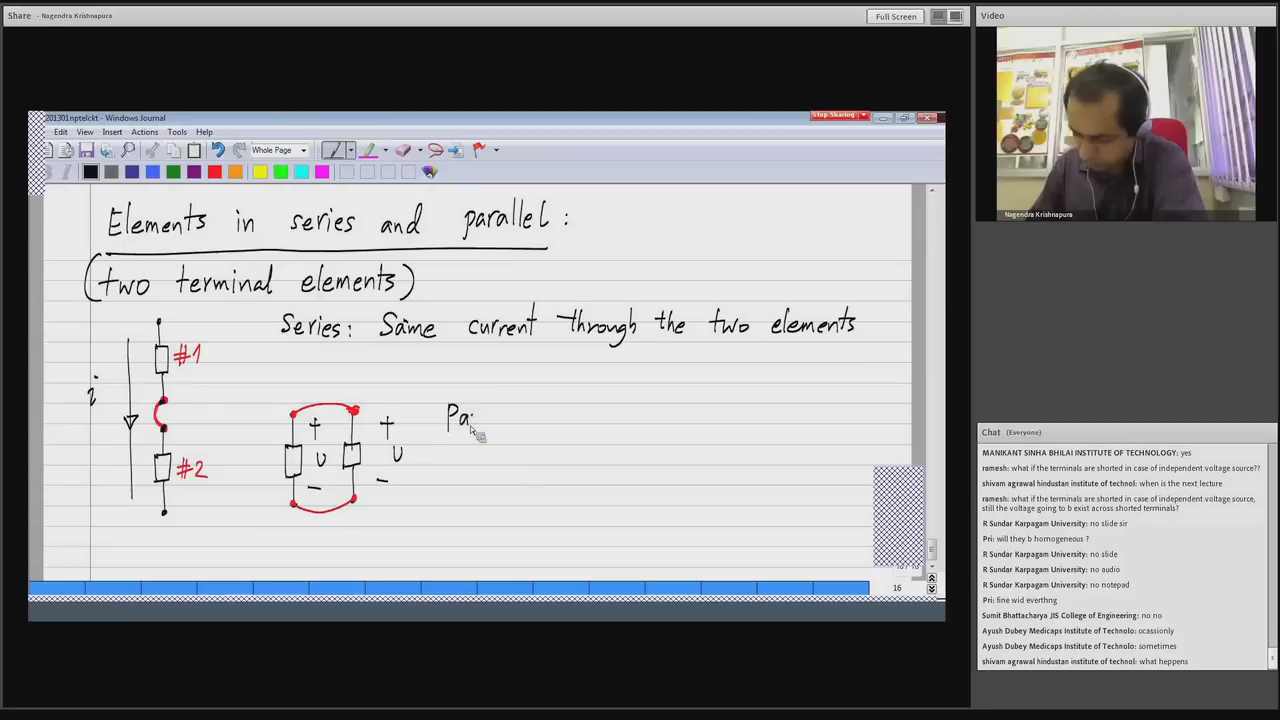 Share - Nagendra Krishnapura
Full Screen
Video
201301nptelckt - Windows Journal
Stop Sharing
Edit View Insert Actions Tools Help
Whole Page
Elements in series and parallel :
(two terminal elements)
Series: Same current through the two elements
#1
i
#2
+ +
υ υ
- -
Pa
16
Nagendra Krishnapura
Chat (Everyone)
MANIKANT SINHA BHILAI INSTITUTE OF TECHNOLOGY: yes
ramesh: what if the terminals are shorted in case of independent voltage source??
shivam agrawal hindustan institute of technol: when is the next lecture
ramesh: what if the terminals are shorted in case of independent voltage source,
still the voltage going to b exist across shorted terminals?
R Sundar Karpagam University: no slide sir
Pri: will they b homogeneous ?
R Sundar Karpagam University: no slide
R Sundar Karpagam University: no audio
R Sundar Karpagam University: no notepad
Pri: fine wid everthng
Sumit Bhattacharya JIS College of Engineering: no no
Ayush Dubey Medicaps Institute of Technolo: ocassionly
Ayush Dubey Medicaps Institute of Technolo: sometimes
shivam agrawal hindustan institute of technol: what happens